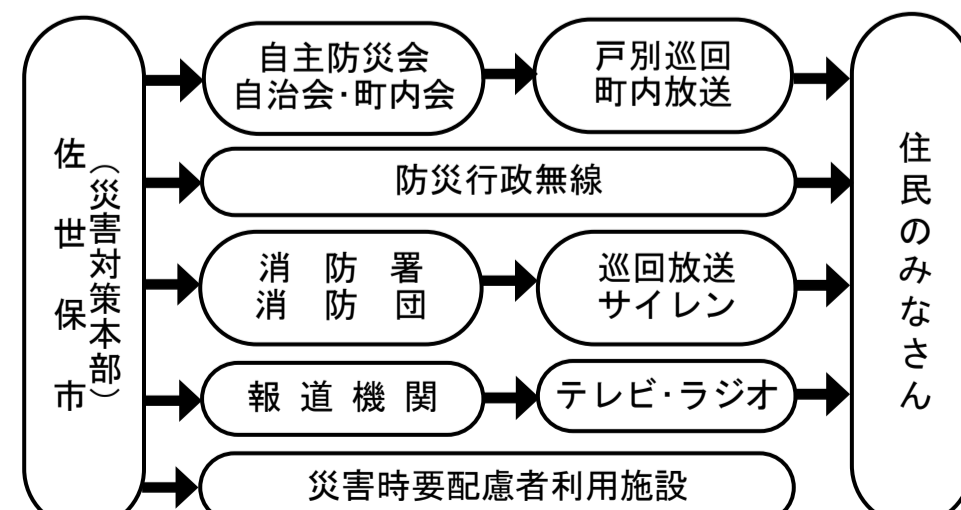 佐世保市
（災害対策本部）
自主防災会
自治会・町内会
戸別巡回
町内放送
防災行政無線
消防署
消防団
巡回放送
サイレン
報道機関
テレビ・ラジオ
災害時要配慮者利用施設
住民のみなさん